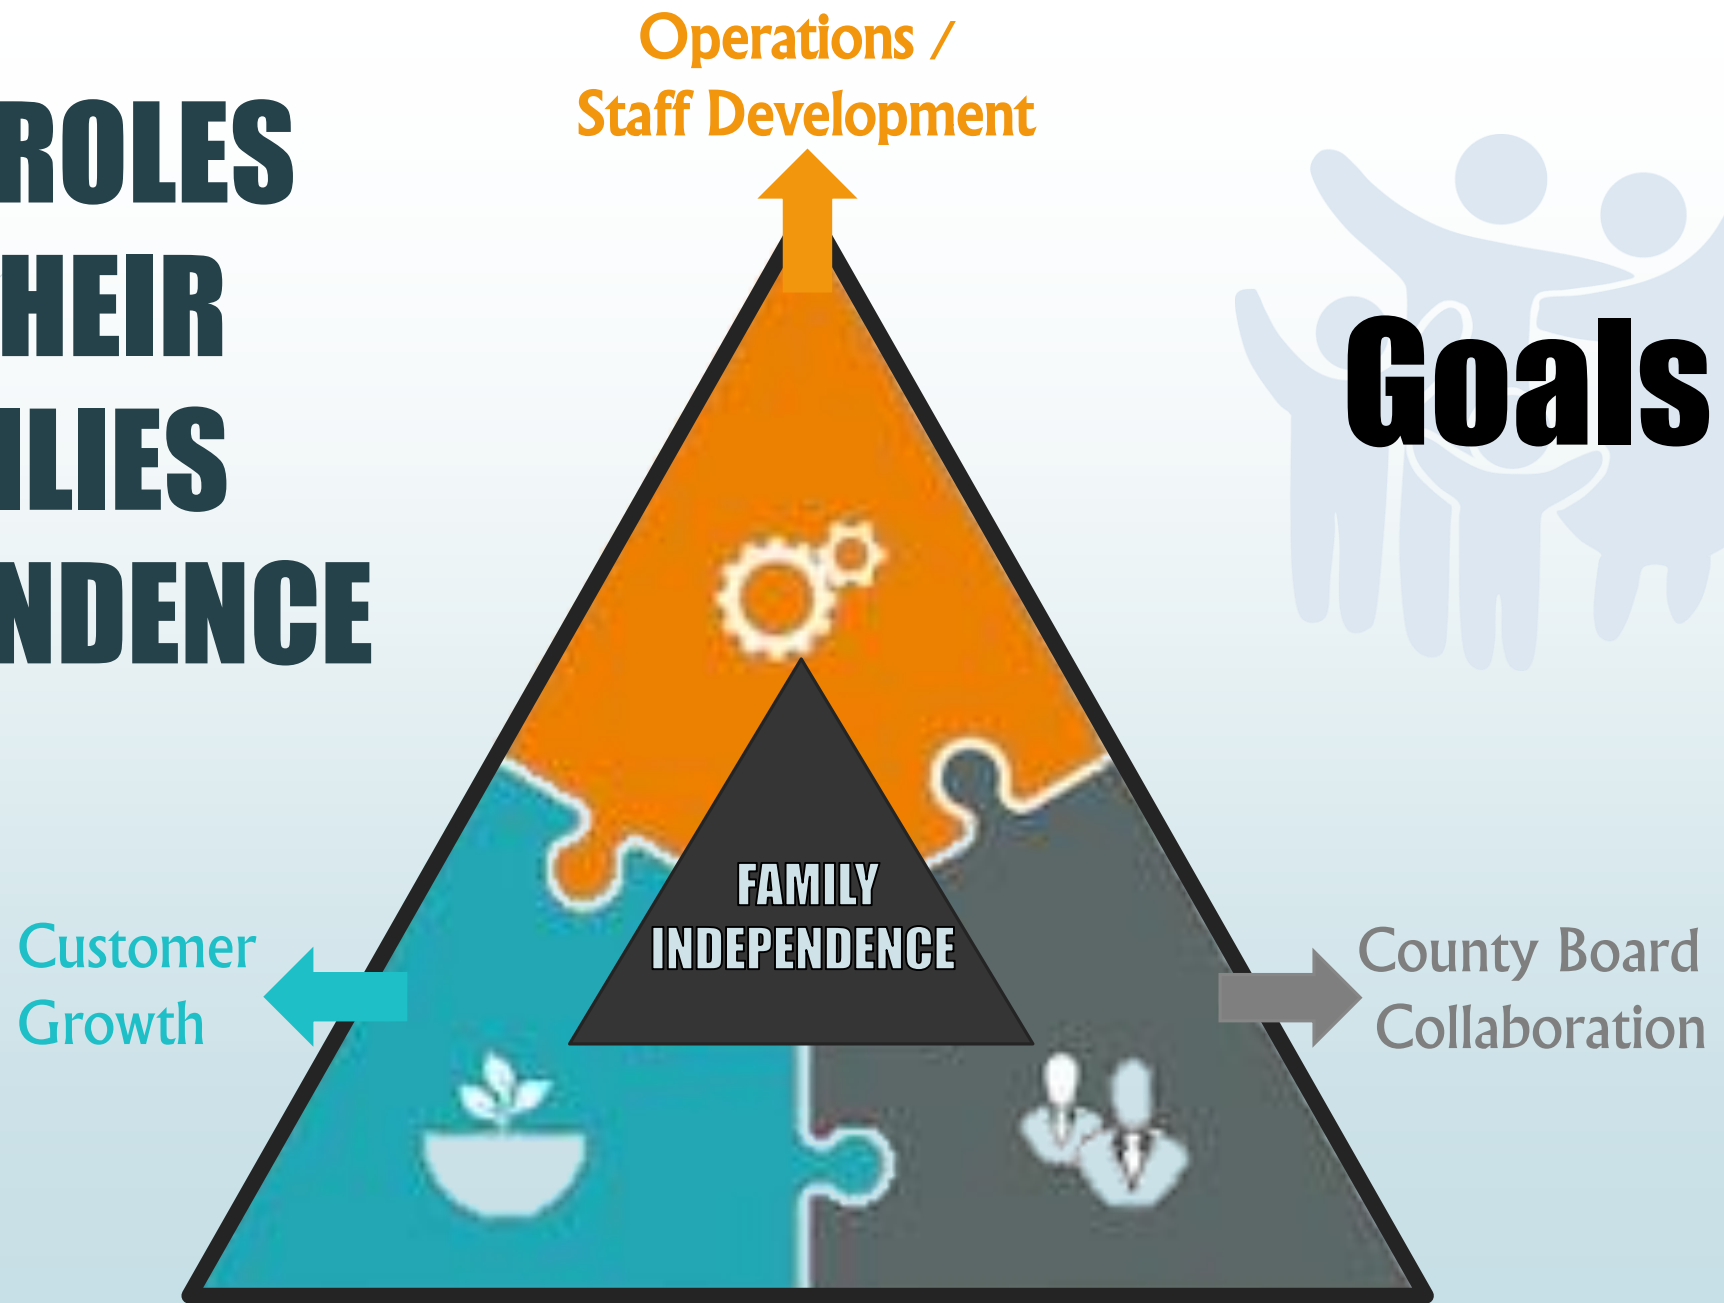 Operations /
Staff Development
ROLES
HEIR
ILIES
NDENCE
Goals
FAMILY
INDEPENDENCE
Customer
Growth
County Board
Collaboration